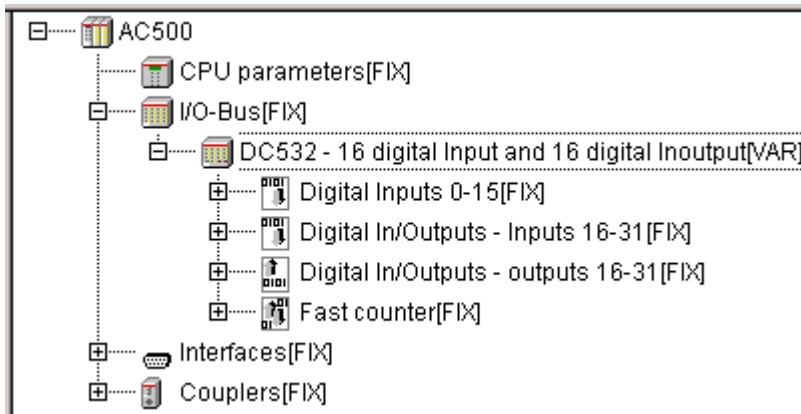 AC500
CPU parameters[FIX]
I/O-Bus[FIX]
DC532 - 16 digital Input and 16 digital Inoutput[VAR]
Digital Inputs 0-15[FIX]
Digital In/Outputs - Inputs 16-31[FIX]
Digital In/Outputs - outputs 16-31[FIX]
Fast counter[FIX]
Interfaces[FIX]
Couplers[FIX]